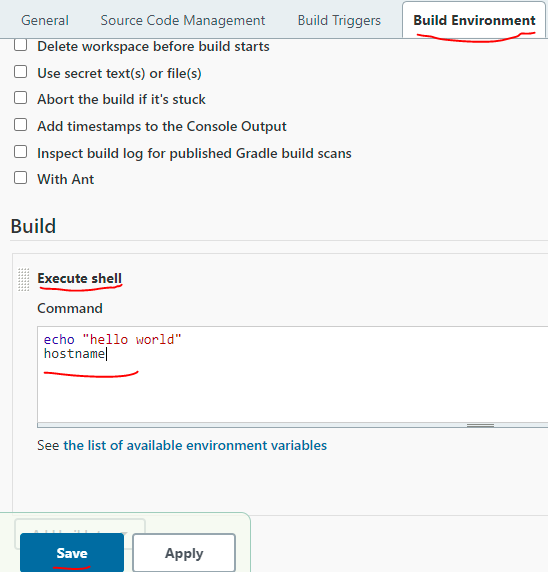 General Source Code Management Build Triggers Build Environment
Delete workspace before build starts
Use secret text(s) or file(s)
Abort the build if it's stuck
Add timestamps to the Console Output
Inspect build log for published Gradle build scans
With Ant
Build
Execute shell
Command
echo "hello world"
hostname
See the list of available environment variables
Save Apply